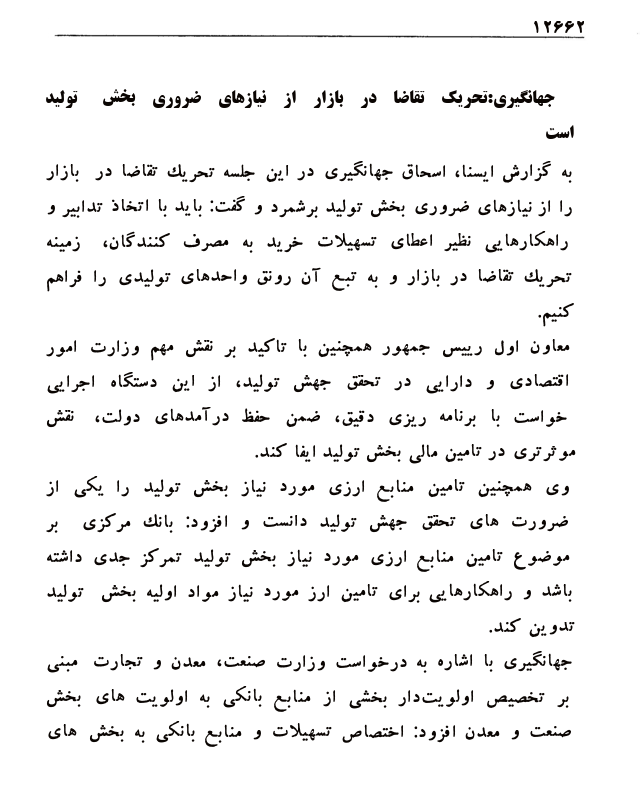 ۱۲۶۶۲
جهانگیری:تحریک تقاضا در بازار از نیازهای ضروری بخش تولید
است
به گزارش ایسنا، اسحاق جهانگیری در این جلسه تحریک تقاضا در بازار
را از نیازهای ضروری بخش تولید برشمرد و گفت: باید با اتخاذ تدابیر و
راهکارهایی نظیر اعطای تسهیلات خرید به مصرف کنندگان، زمینه
تحریک تقاضا در بازار و به تبع آن رونق واحدهای تولیدی را فراهم
کنیم.
معاون اول رییس جمهور همچنین با تاکید بر نقش مهم وزارت امور
اقتصادی و دارایی در تحقق جهش تولید، از این دستگاه اجرایی
خواست با برنامه ریزی دقیق، ضمن حفظ درآمدهای دولت، نقش
موثرتری در تامین مالی بخش تولید ایفا کند.
وی همچنین تامین منابع ارزی مورد نیاز بخش تولید را یکی از
ضرورت های تحقق جهش تولید دانست و افزود: بانک مرکزی بر
موضوع تامین منابع ارزی مورد نیاز بخش تولید تمرکز جدی داشته
باشد و راهکارهایی برای تامین ارز مورد نیاز مواد اولیه بخش تولید
تدوین کند.
جهانگیری با اشاره به درخواست وزارت صنعت، معدن و تجارت مبنی
بر تخصیص اولویت‌دار بخشی از منابع بانکی به اولویت های بخش
صنعت و معدن افزود: اختصاص تسهیلات و منابع بانکی به بخش های